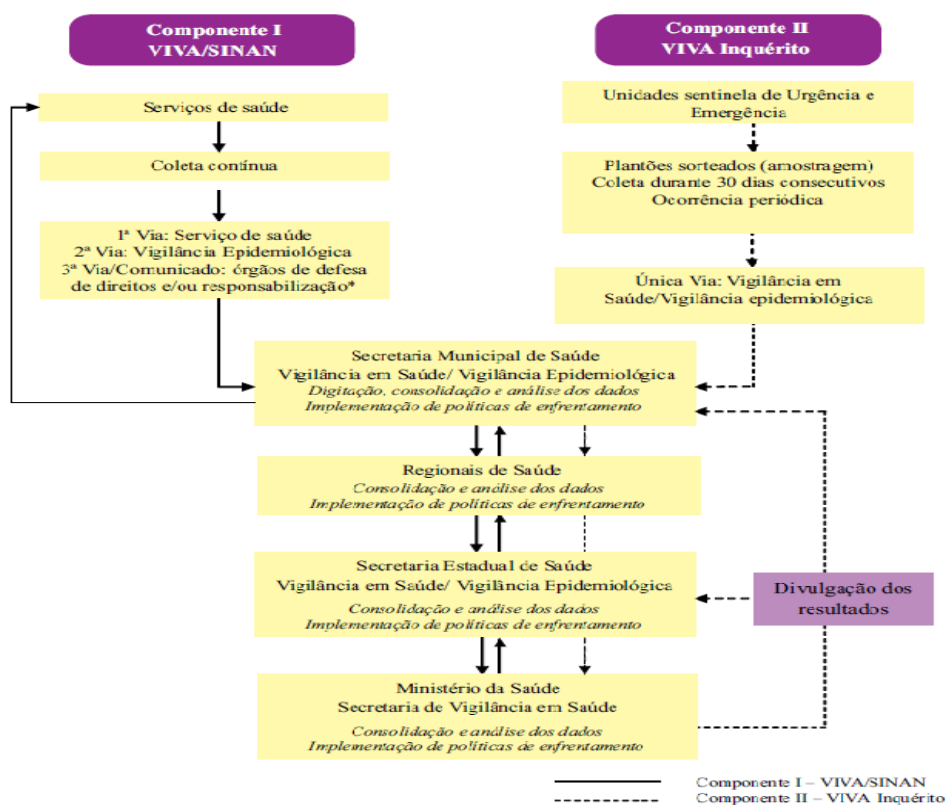 Componente I
VIVA/SINAN
Componente II
VIVA Inquérito
Serviços de saúde
Coleta contínua
1ª Via: Serviço de saúde
2ª Via: Vigilância Epidemiológica
3ª Via/Comunicado: órgãos de defesa
de direitos e/ou responsabilização*
Unidades sentinela de Urgência e
Emergência
Plantões sorteados (amostragem)
Coleta durante 30 dias consecutivos
Ocorrência periódica
Única Via: Vigilância em
Saúde/Vigilância epidemiológica
Secretaria Municipal de Saúde
Vigilância em Saúde/ Vigilância Epidemiológica
Digitação, consolidação e análise dos dados
Implementação de políticas de enfrentamento
Regionais de Saúde
Consolidação e análise dos dados
Implementação de políticas de enfrentamento
Secretaria Estadual de Saúde
Vigilância em Saúde/ Vigilância Epidemiológica
Consolidação e análise dos dados
Implementação de políticas de enfrentamento
Divulgação dos
resultados
Ministério da Saúde
Secretaria de Vigilância em Saúde
Consolidação e análise dos dados
Implementação de políticas de enfrentamento
Componente I – VIVA/SINAN
Componente II – VIVA Inquérito